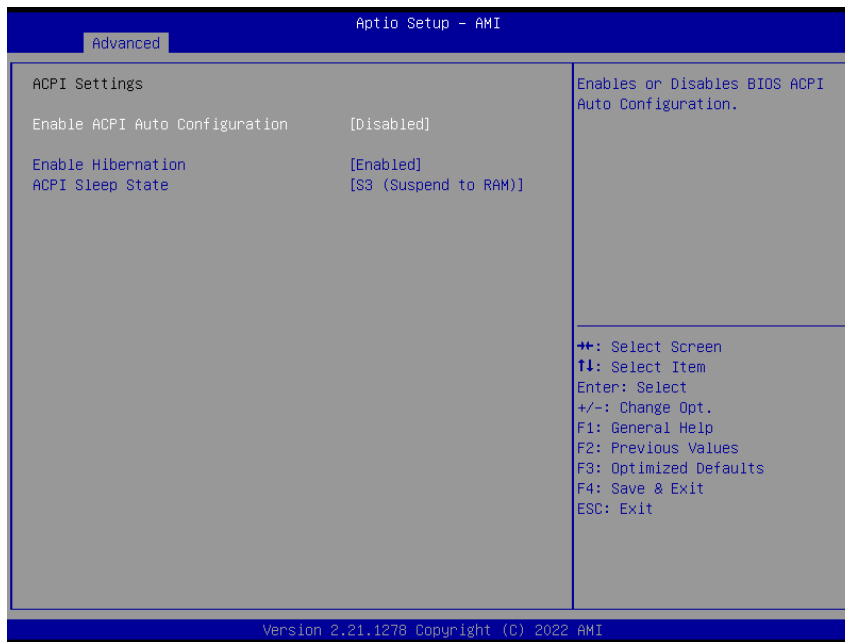 Aptio Setup – AMI
Advanced
ACPI Settings
Enable ACPI Auto Configuration [Disabled]
Enable Hibernation [Enabled]
ACPI Sleep State [S3 (Suspend to RAM)]
Enables or Disables BIOS ACPI
Auto Configuration.
→←: Select Screen
↑↓: Select Item
Enter: Select
+/-: Change Opt.
F1: General Help
F2: Previous Values
F3: Optimized Defaults
F4: Save & Exit
ESC: Exit
Version 2.21.1278 Copyright (C) 2022 AMI